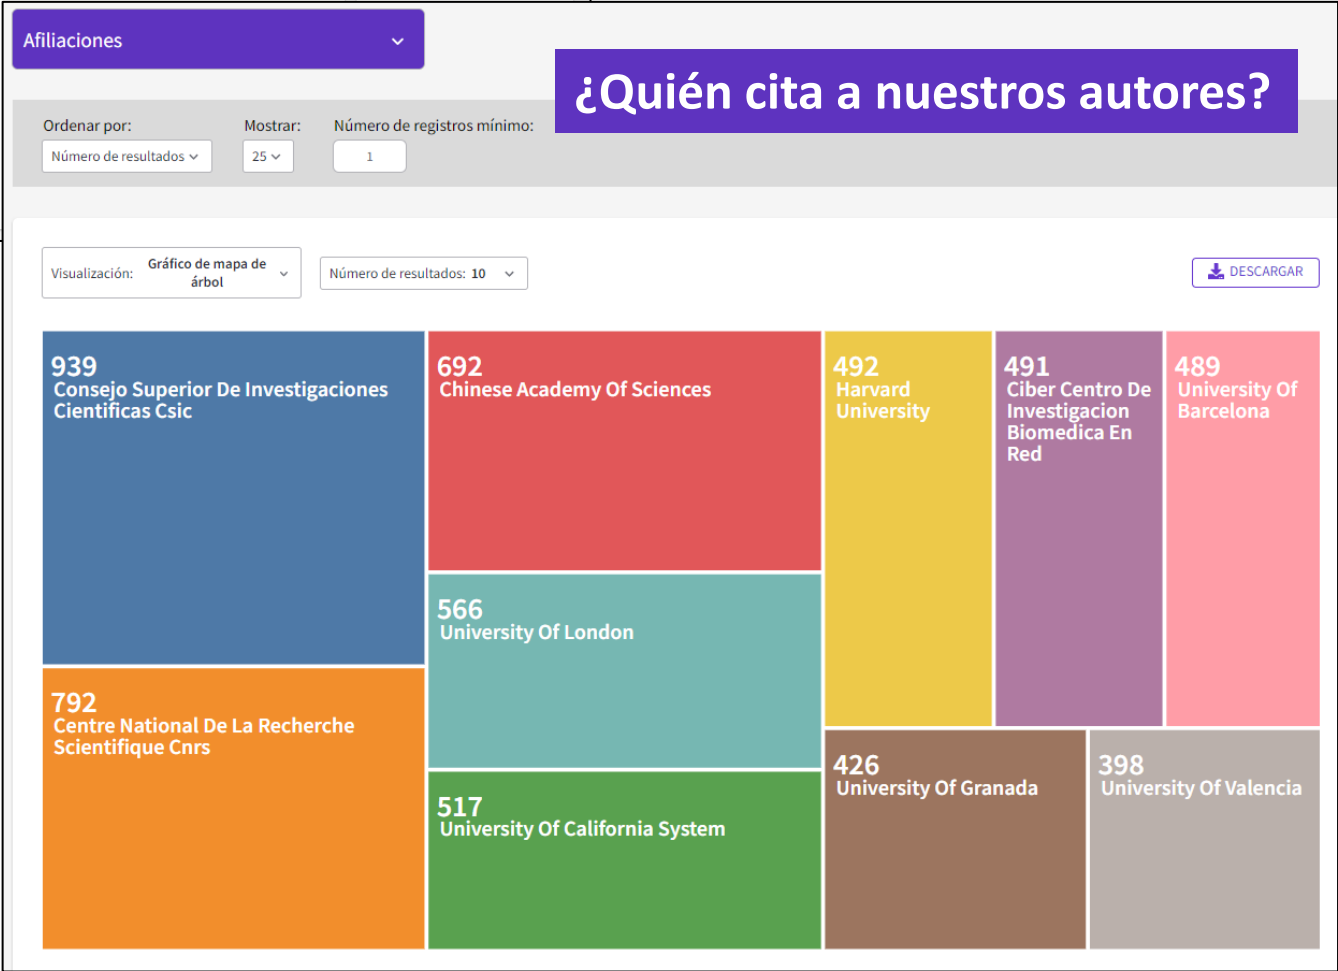 Afiliaciones
¿Quién cita a nuestros autores?
Ordenar por:
Mostrar:
Número de registros mínimo:
Número de resultados
25
1
Visualización:
Gráfico de mapa de
árbol
Número de resultados: 10
DESCARGAR
939
Consejo Superior De Investigaciones
Cientificas Csic
692
Chinese Academy Of Sciences
492
Harvard
University
491
Ciber Centro De
Investigacion
Biomedica En
Red
489
University Of
Barcelona
566
University Of London
792
Centre National De La Recherche
Scientifique Cnrs
517
University Of California System
426
University Of Granada
398
University Of Valencia